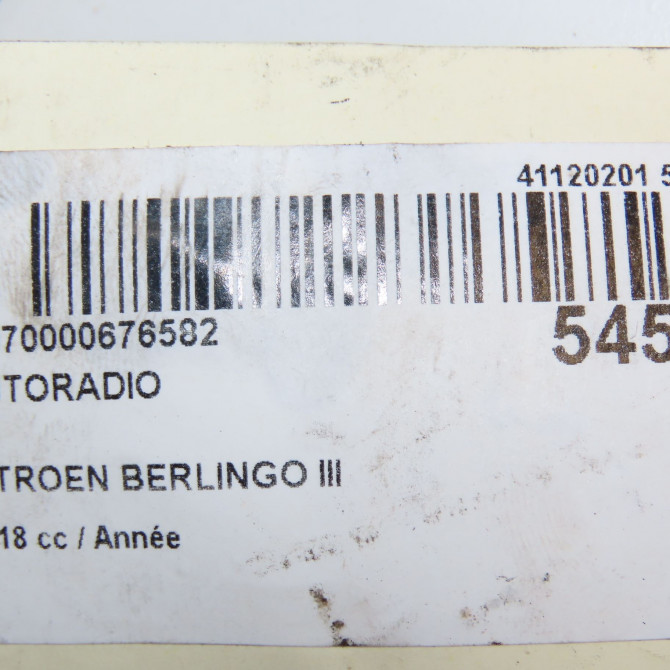 41120201 5
70000676582
545
TORADIO
TROEN BERLINGO III
18 cc / Année